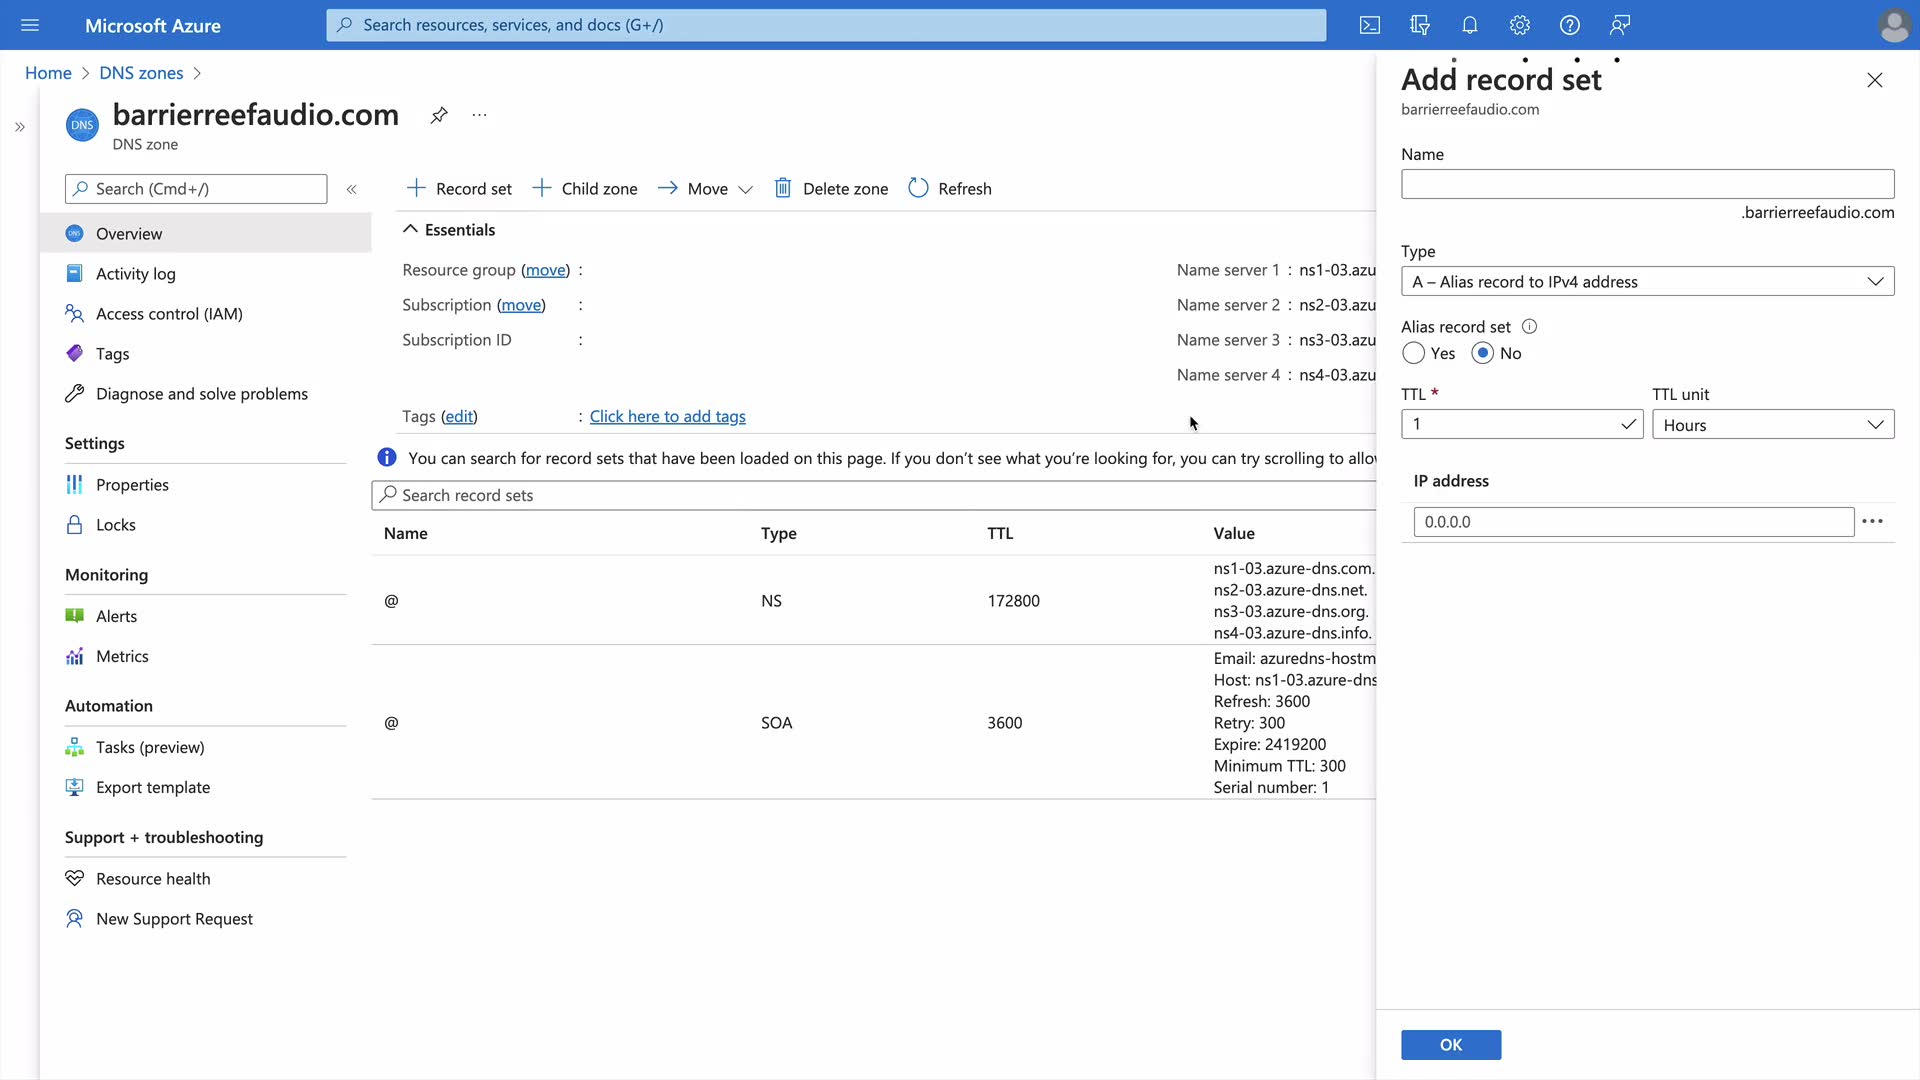 Microsoft Azure
Search resources, services, and docs (G+/)
Home > DNS zones >
DNS
barrierreefaudio.com
DNS zone
Search (Cmd+/)
Overview
Activity log
Access control (IAM)
Tags
Diagnose and solve problems
Settings
Properties
Locks
Monitoring
Alerts
Metrics
Automation
Tasks (preview)
Export template
Support + troubleshooting
Resource health
New Support Request
Record set
Child zone
Move
Delete zone
Refresh
Essentials
Resource group (move) :
Subscription (move) :
Subscription ID :
Name server 1 : ns1-03.azu
Name server 2 : ns2-03.azu
Name server 3 : ns3-03.azu
Name server 4 : ns4-03.azu
Tags (edit) : Click here to add tags
You can search for record sets that have been loaded on this page. If you don't see what you're looking for, you can try scrolling to allo
Search record sets
Name Type TTL Value
@ NS 172800
ns1-03.azure-dns.com.
ns2-03.azure-dns.net.
ns3-03.azure-dns.org.
ns4-03.azure-dns.info.
@ SOA 3600
Email: azuredns-hostm
Host: ns1-03.azure-dns
Refresh: 3600
Retry: 300
Expire: 2419200
Minimum TTL: 300
Serial number: 1
Add record set
barrierreefaudio.com
Name
.barrierreefaudio.com
Type
A – Alias record to IPv4 address
Alias record set
Yes No
TTL * TTL unit
1 Hours
IP address
0.0.0.0
OK